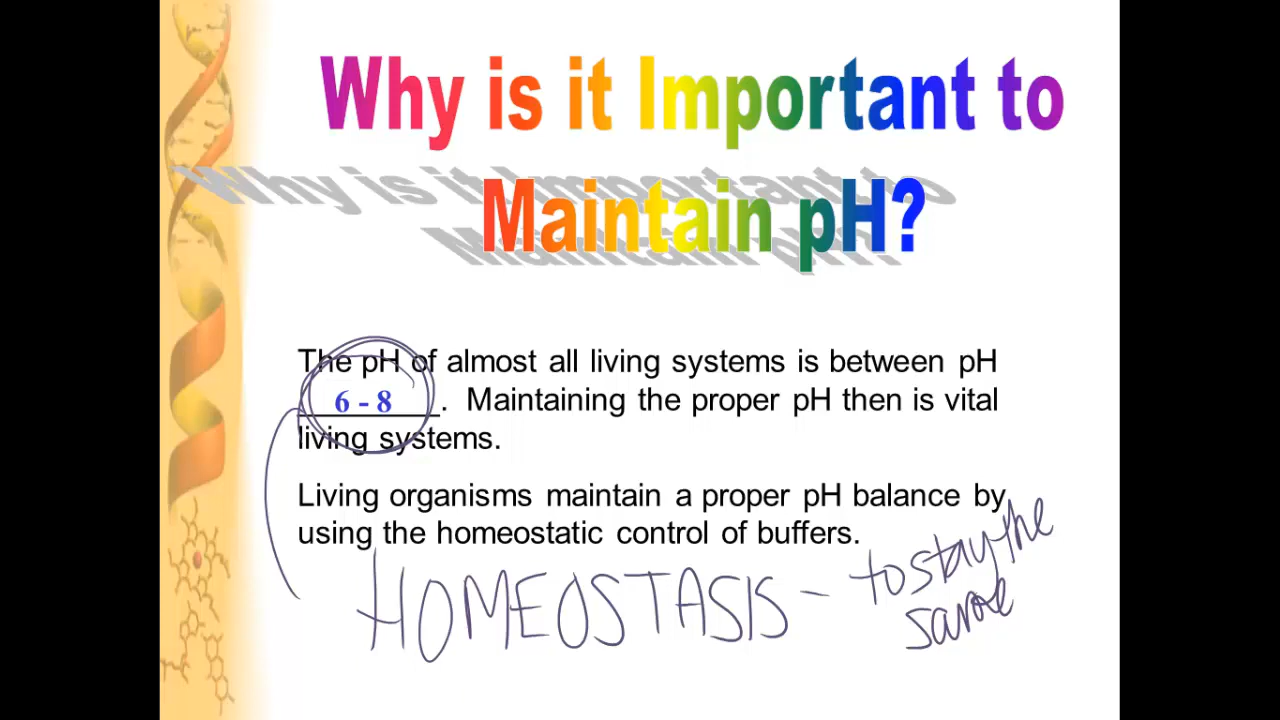 Why is it Important to
Maintain pH?
The pH of almost all living systems is between pH
6 - 8. Maintaining the proper pH then is vital
living systems.
Living organisms maintain a proper pH balance by
using the homeostatic control of buffers.
HOMEOSTASIS - to stay the
same